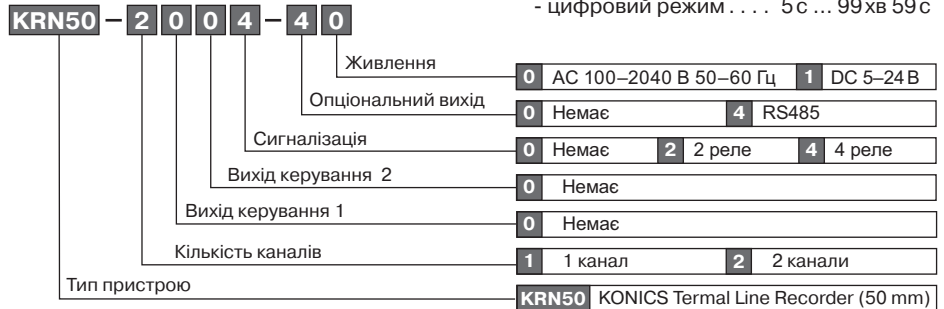 - цифровий режим . . . . 5 с ... 99 хв 59 с
KRN50 – 2 0 0 4 – 4 0
Живлення
0 AC 100–2040 В 50–60 Гц 1 DC 5–24 В
Опціональний вихід
0 Немає 4 RS485
Сигналізація
0 Немає 2 2 реле 4 4 реле
Вихід керування 2
0 Немає
Вихід керування 1
0 Немає
Кількість каналів
1 1 канал 2 2 канали
Тип пристрою
KRN50 KONICS Termal Line Recorder (50 mm)